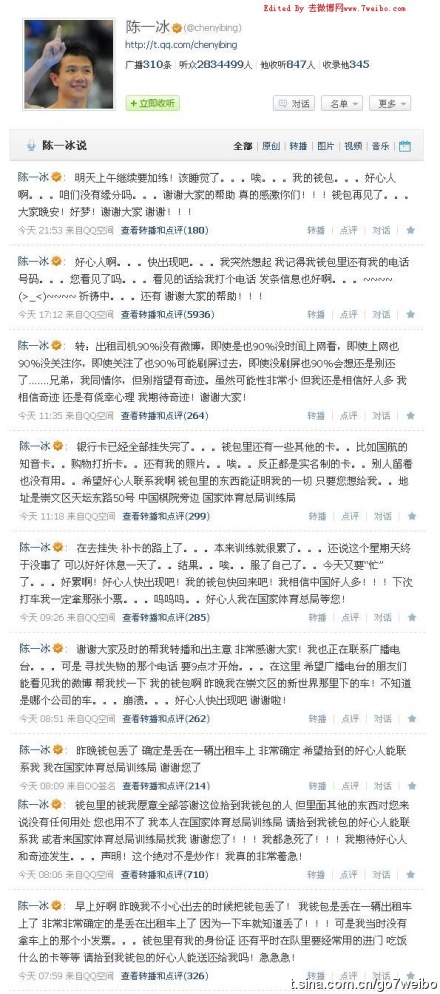 Edited By 去微博网www.7weibo.com
陈一冰 (@chenyibing)
http://t.qq.com/chenyibing
广播310条 | 听众2834499人 | 他收听847人 | 收录他345
+ 立即收听 对话 名单 更多
陈一冰说 全部 | 原创 | 转播 | 图片 | 视频 | 音乐
陈一冰： 明天上午继续要加练！该睡觉了。。。唉。。。我的钱包。。。好心人
啊。。。咱们没有缘分吗。。。谢谢大家的帮助 真的感激你们！！！钱包再见了。。。
大家晚安！好梦！谢谢大家 谢谢！！！
今天 21:53 来自QQ空间 查看转播和点评(180) 转播 | 点评 | 对话
陈一冰： 好心人啊。。。快出现吧。。。我突然想起 我记得我钱包里还有我的电话
号码。。。您看见了吗。。。看见的话给我打个电话 发条信息也好啊。。。~~~~
(>_<)~~~~ 祈祷中。。。还有 谢谢大家的帮助！！！
今天 17:12 来自QQ空间 查看转播和点评(5936) 转播 | 点评 | 对话
陈一冰： 转：出租司机90%没有微博，即使是也90%没时间上网看，即使上网也
90%没关注你，即使关注了也90%可能刷屏过去，即使没刷屏也90%会想还是别还
了.......兄弟，我同情你，但别指望有奇迹。虽然可能性非常小 但我还是相信好人多 我
相信奇迹 还是有侥幸心理 我期待奇迹！谢谢大家！
今天 11:35 来自QQ空间 查看转播和点评(264) 转播 | 点评 | 对话
陈一冰： 银行卡已经全部挂失完了。。。钱包里还有一些其他的卡。。比如国航的
知音卡。。购物打折卡。。还有我的照片。。唉。。反正都是实名制的卡。。别人留着
也没有用。。希望好心人联系我啊 钱包里的东西能证明我的一切 只要您想给我。。地
址是崇文区天坛东路50号 中国棋院旁边 国家体育总局训练局
今天 11:18 来自QQ空间 查看转播和点评(299) 转播 | 点评 | 对话
陈一冰： 在去挂失 补卡的路上了。。。本来训练就很累了。。。还说这个星期天终
于没事了 可以好好休息一天了。。结果。。唉。。服了自己了。。今天又要“忙”
了。。。好累啊！好心人快出现吧！我的钱包快回来吧！我相信中国好人多！！！下次
打车我一定拿那张小票。。。呜呜呜。。好心人我在国家体育总局等您！
今天 09:26 来自QQ空间 查看转播和点评(285) 转播 | 点评 | 对话
陈一冰： 谢谢大家及时的帮我转播和出主意 非常感谢大家！我也正在联系广播电
台。。。可是 寻找失物的那个电话 要9点才开始。。。在这里 希望广播电台的朋友们
能看见我的微博 帮我找一下 我的钱包啊 昨晚我在崇文区的新世界那里下的车！不知道
是哪个公司的车。。。崩溃。。。好心人快出现吧 谢谢啦！
今天 08:51 来自QQ空间 查看转播和点评(262) 转播 | 点评 | 对话
陈一冰： 昨晚钱包丢了 确定是丢在一辆出租车上 非常确定 希望拾到的好心人能联
系我 我在国家体育总局训练局 谢谢您了
今天 08:09 来自QQ签名 查看转播和点评(214) 转播 | 点评 | 对话
陈一冰： 钱包里的钱我愿意全部答谢这位拾到我钱包的人 但里面其他的东西对您来
说没有任何用处 您也用不了 我本人在国家体育总局训练局 请拾到我钱包的好心人能联
系我 或者来国家体育总局训练局找我 谢谢您了！！！我都急死了！！！我期待好心人
和奇迹发生。。。声明！这个绝对不是炒作！我真的非常着急！
今天 08:06 来自QQ空间 查看转播和点评(710) 转播 | 点评 | 对话
陈一冰： 早上好啊 昨晚我不小心出去的时候把钱包丢了！ 我钱包是丢在一辆出租车
上了 非常非常确定的是丢在出租车上了 因为一下车就知道丢了！！！可是我当时没有
拿车上的那个小发票。。。钱包里有我的身份证 还有平时在队里要经常用的进门 吃饭
什么的卡等等 请拾到我钱包的好心人能送还给我吗！急急急！
今天 07:59 来自QQ空间 查看转播和点评(326) 转播 | 点评 | 对话
t.sina.com.cn/go7weibo